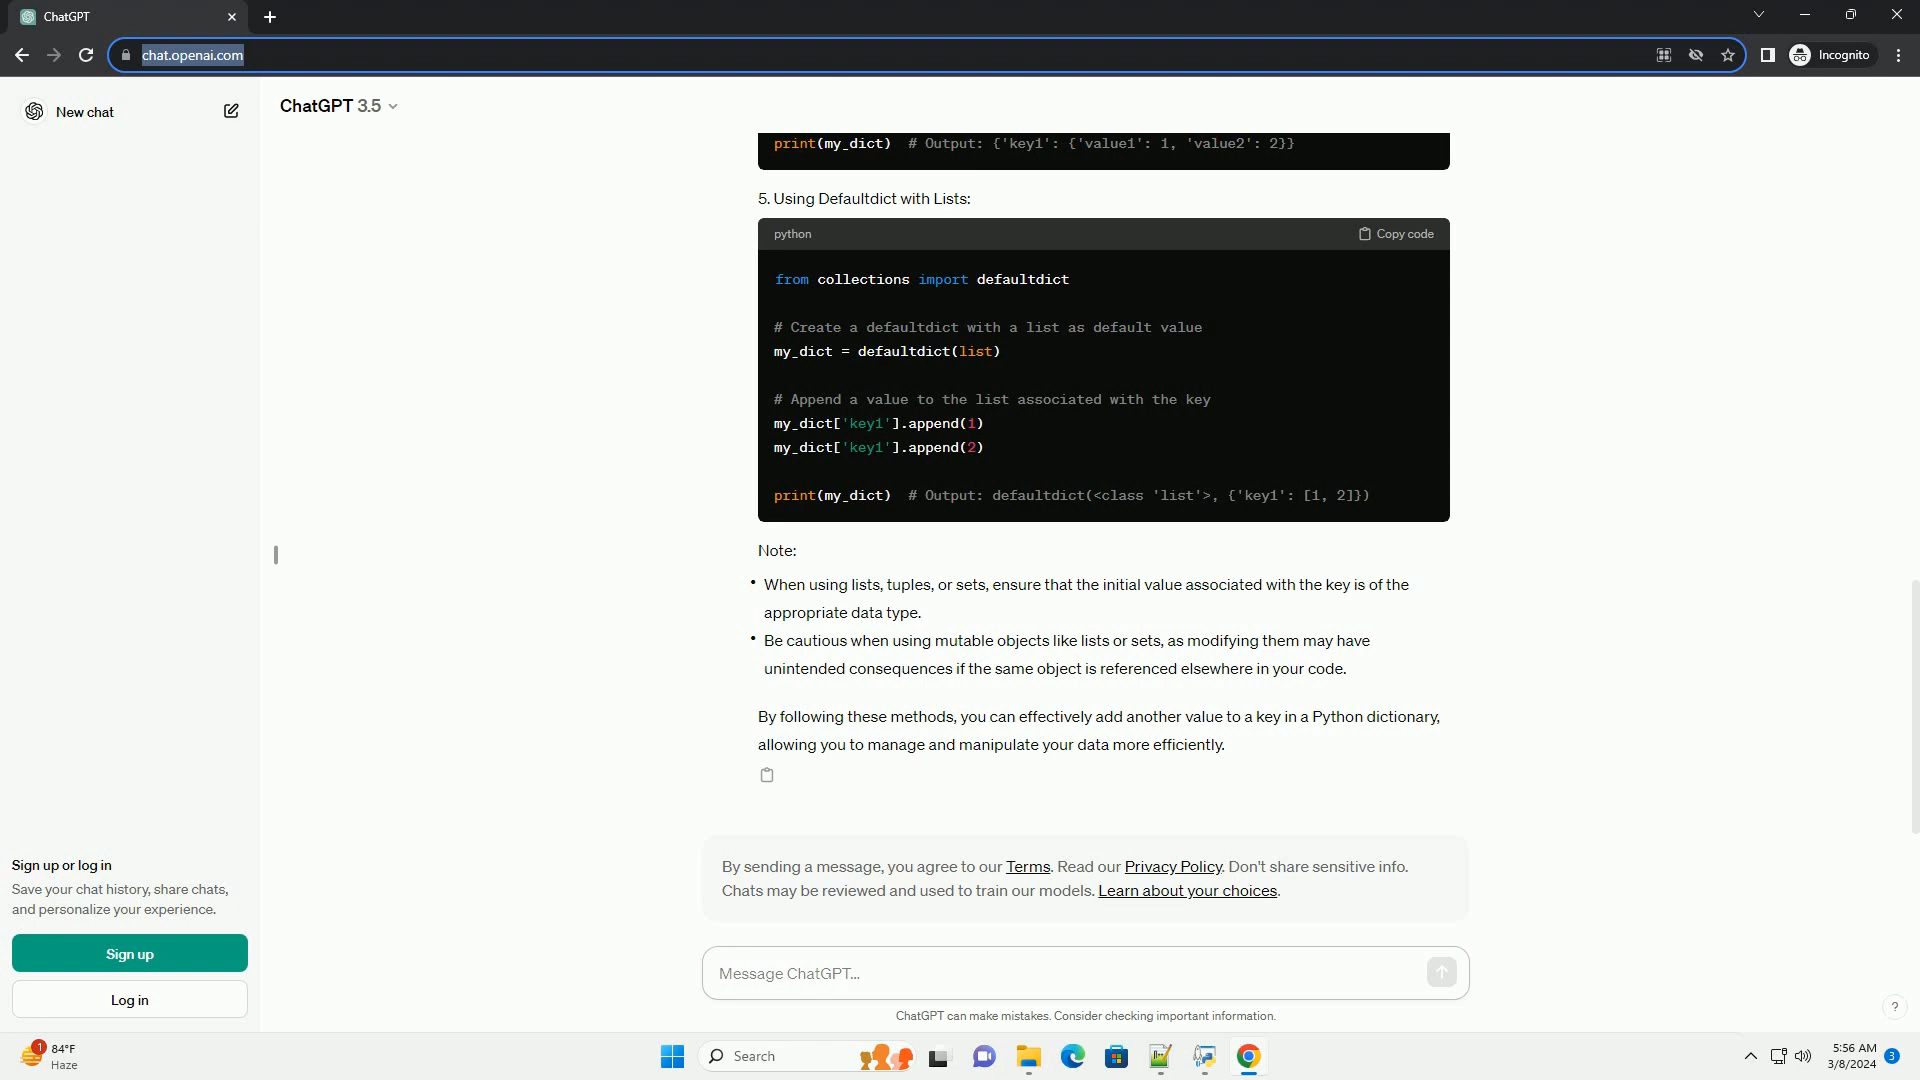 ChatGPT
chat.openai.com
Incognito
New chat
ChatGPT 3.5
print(my_dict)  # Output: {'key1': {'value1': 1, 'value2': 2}}
5. Using Defaultdict with Lists:
python
Copy code
from collections import defaultdict
# Create a defaultdict with a list as default value
my_dict = defaultdict(list)
# Append a value to the list associated with the key
my_dict['key1'].append(1)
my_dict['key1'].append(2)
print(my_dict)  # Output: defaultdict(<class 'list'>, {'key1': [1, 2]})
Note:
• When using lists, tuples, or sets, ensure that the initial value associated with the key is of the
appropriate data type.
• Be cautious when using mutable objects like lists or sets, as modifying them may have
unintended consequences if the same object is referenced elsewhere in your code.
By following these methods, you can effectively add another value to a key in a Python dictionary,
allowing you to manage and manipulate your data more efficiently.
Sign up or log in
Save your chat history, share chats,
and personalize your experience.
Sign up
Log in
By sending a message, you agree to our Terms. Read our Privacy Policy. Don't share sensitive info.
Chats may be reviewed and used to train our models. Learn about your choices.
Message ChatGPT...
ChatGPT can make mistakes. Consider checking important information.
?
1
84°F
Haze
Search
5:56 AM
3/8/2024
3